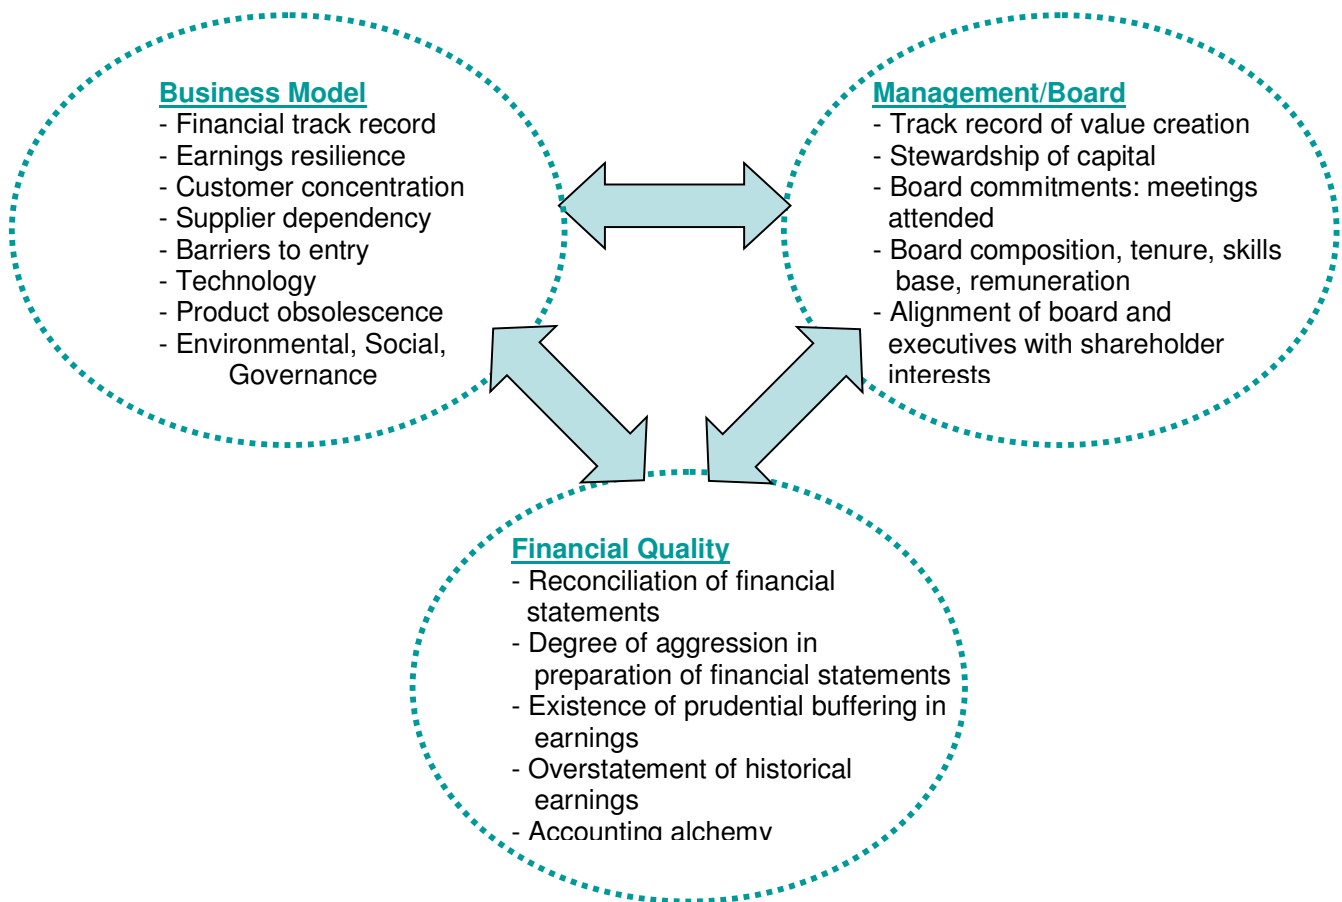 Business Model
- Financial track record
- Earnings resilience
- Customer concentration
- Supplier dependency
- Barriers to entry
- Technology
- Product obsolescence
- Environmental, Social,
Governance
Management/Board
- Track record of value creation
- Stewardship of capital
- Board commitments: meetings
attended
- Board composition, tenure, skills
base, remuneration
- Alignment of board and
executives with shareholder
interests
Financial Quality
- Reconciliation of financial
statements
- Degree of aggression in
preparation of financial statements
- Existence of prudential buffering in
earnings
- Overstatement of historical
earnings
- Accounting alchemy